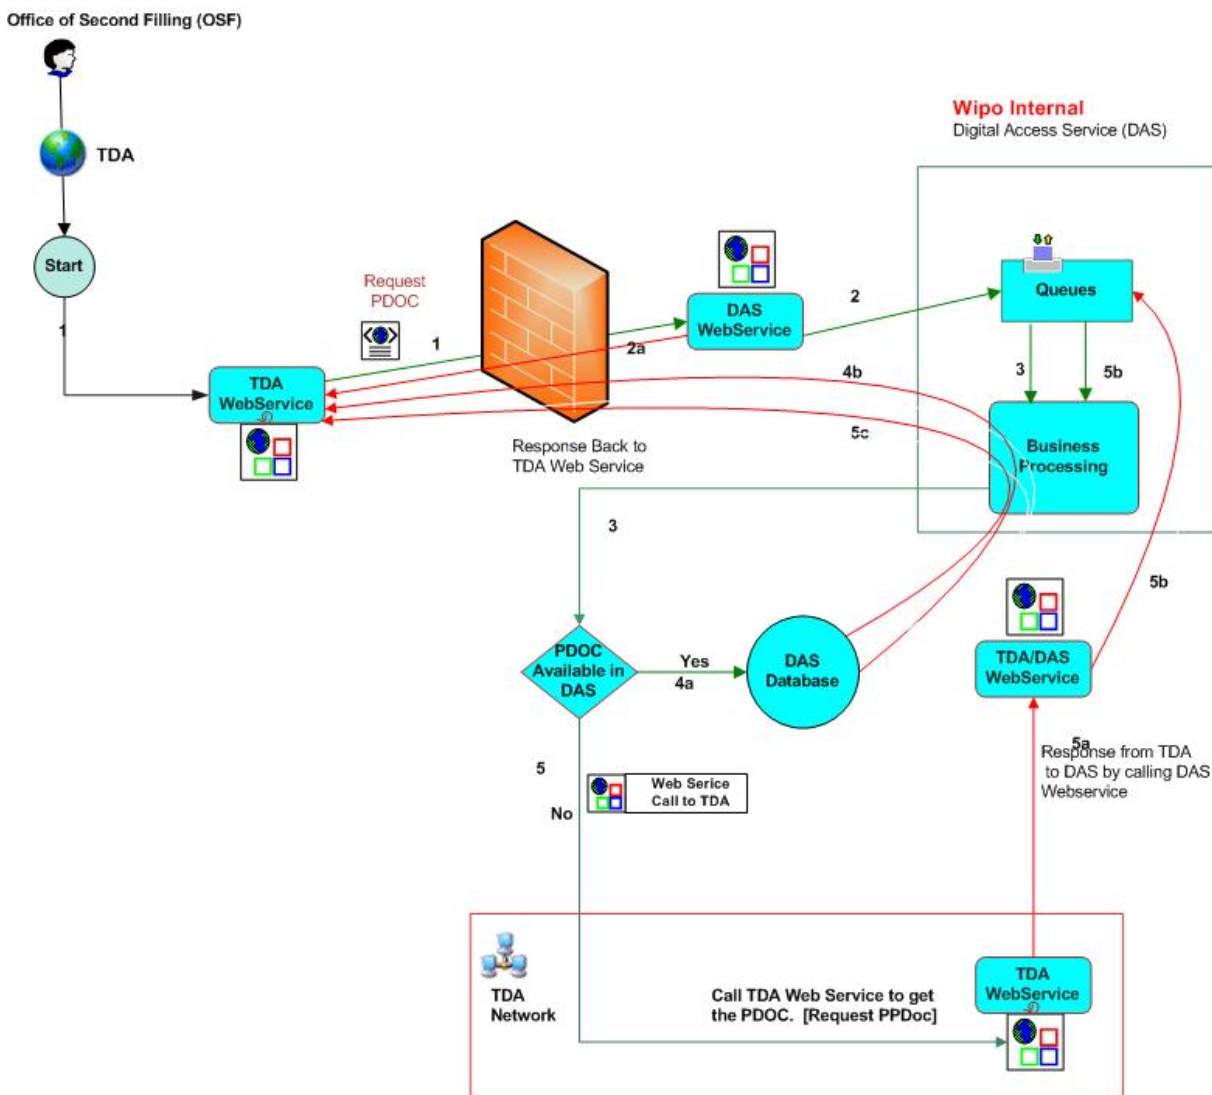 Office of Second Filling (OSF)
TDA
Start
1
Wipo Internal
Digital Access Service (DAS)
Request
PDOC
1
TDA
WebService
DAS
WebService
2
2a
Queues
3
5b
4b
5c
Business
Processing
Response Back to
TDA Web Service
3
5b
PDOC
Available in
DAS
Yes
4a
DAS
Database
TDA/DAS
WebService
5a
Response from TDA
to DAS by calling DAS
Webservice
5
No
Web Serice
Call to TDA
TDA
Network
Call TDA Web Service to get
the PDOC. [Request PPDoc]
TDA
WebService